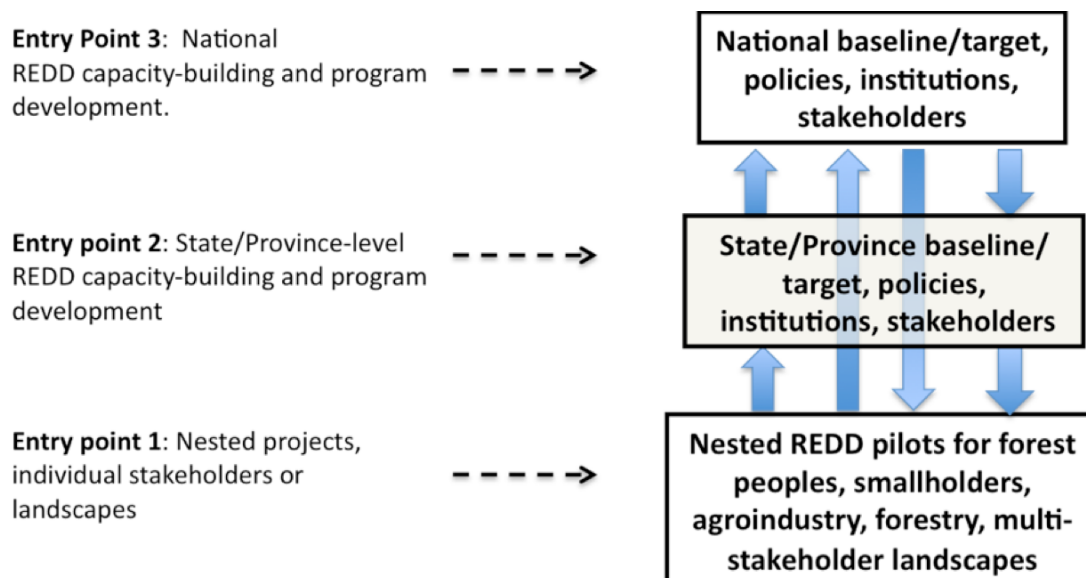 Entry Point 3:  National
REDD capacity-building and program
development.
National baseline/target,
policies, institutions,
stakeholders
Entry point 2: State/Province-level
REDD capacity-building and program
development
State/Province baseline/
target, policies,
institutions, stakeholders
Entry point 1: Nested projects,
individual stakeholders or
landscapes
Nested REDD pilots for forest
peoples, smallholders,
agroindustry, forestry, multi-
stakeholder landscapes